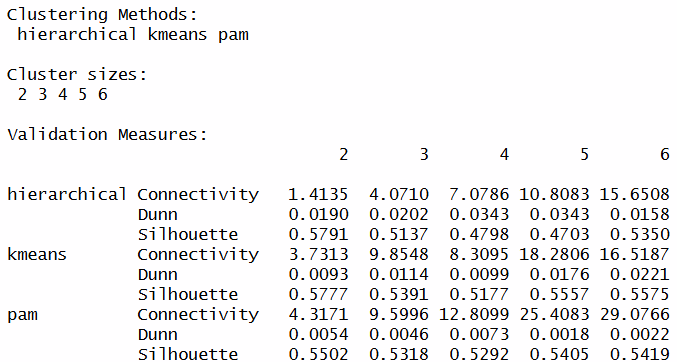 Clustering Methods:
hierarchical kmeans pam
Cluster sizes:
2 3 4 5 6
Validation Measures:
2 3 4 5 6
hierarchical Connectivity 1.4135 4.0710 7.0786 10.8083 15.6508
Dunn 0.0190 0.0202 0.0343 0.0343 0.0158
Silhouette 0.5791 0.5137 0.4798 0.4703 0.5350
kmeans Connectivity 3.7313 9.8548 8.3095 18.2806 16.5187
Dunn 0.0093 0.0114 0.0099 0.0176 0.0221
Silhouette 0.5777 0.5391 0.5177 0.5557 0.5575
pam Connectivity 4.3171 9.5996 12.8099 25.4083 29.0766
Dunn 0.0054 0.0046 0.0073 0.0018 0.0022
Silhouette 0.5502 0.5318 0.5292 0.5405 0.5419